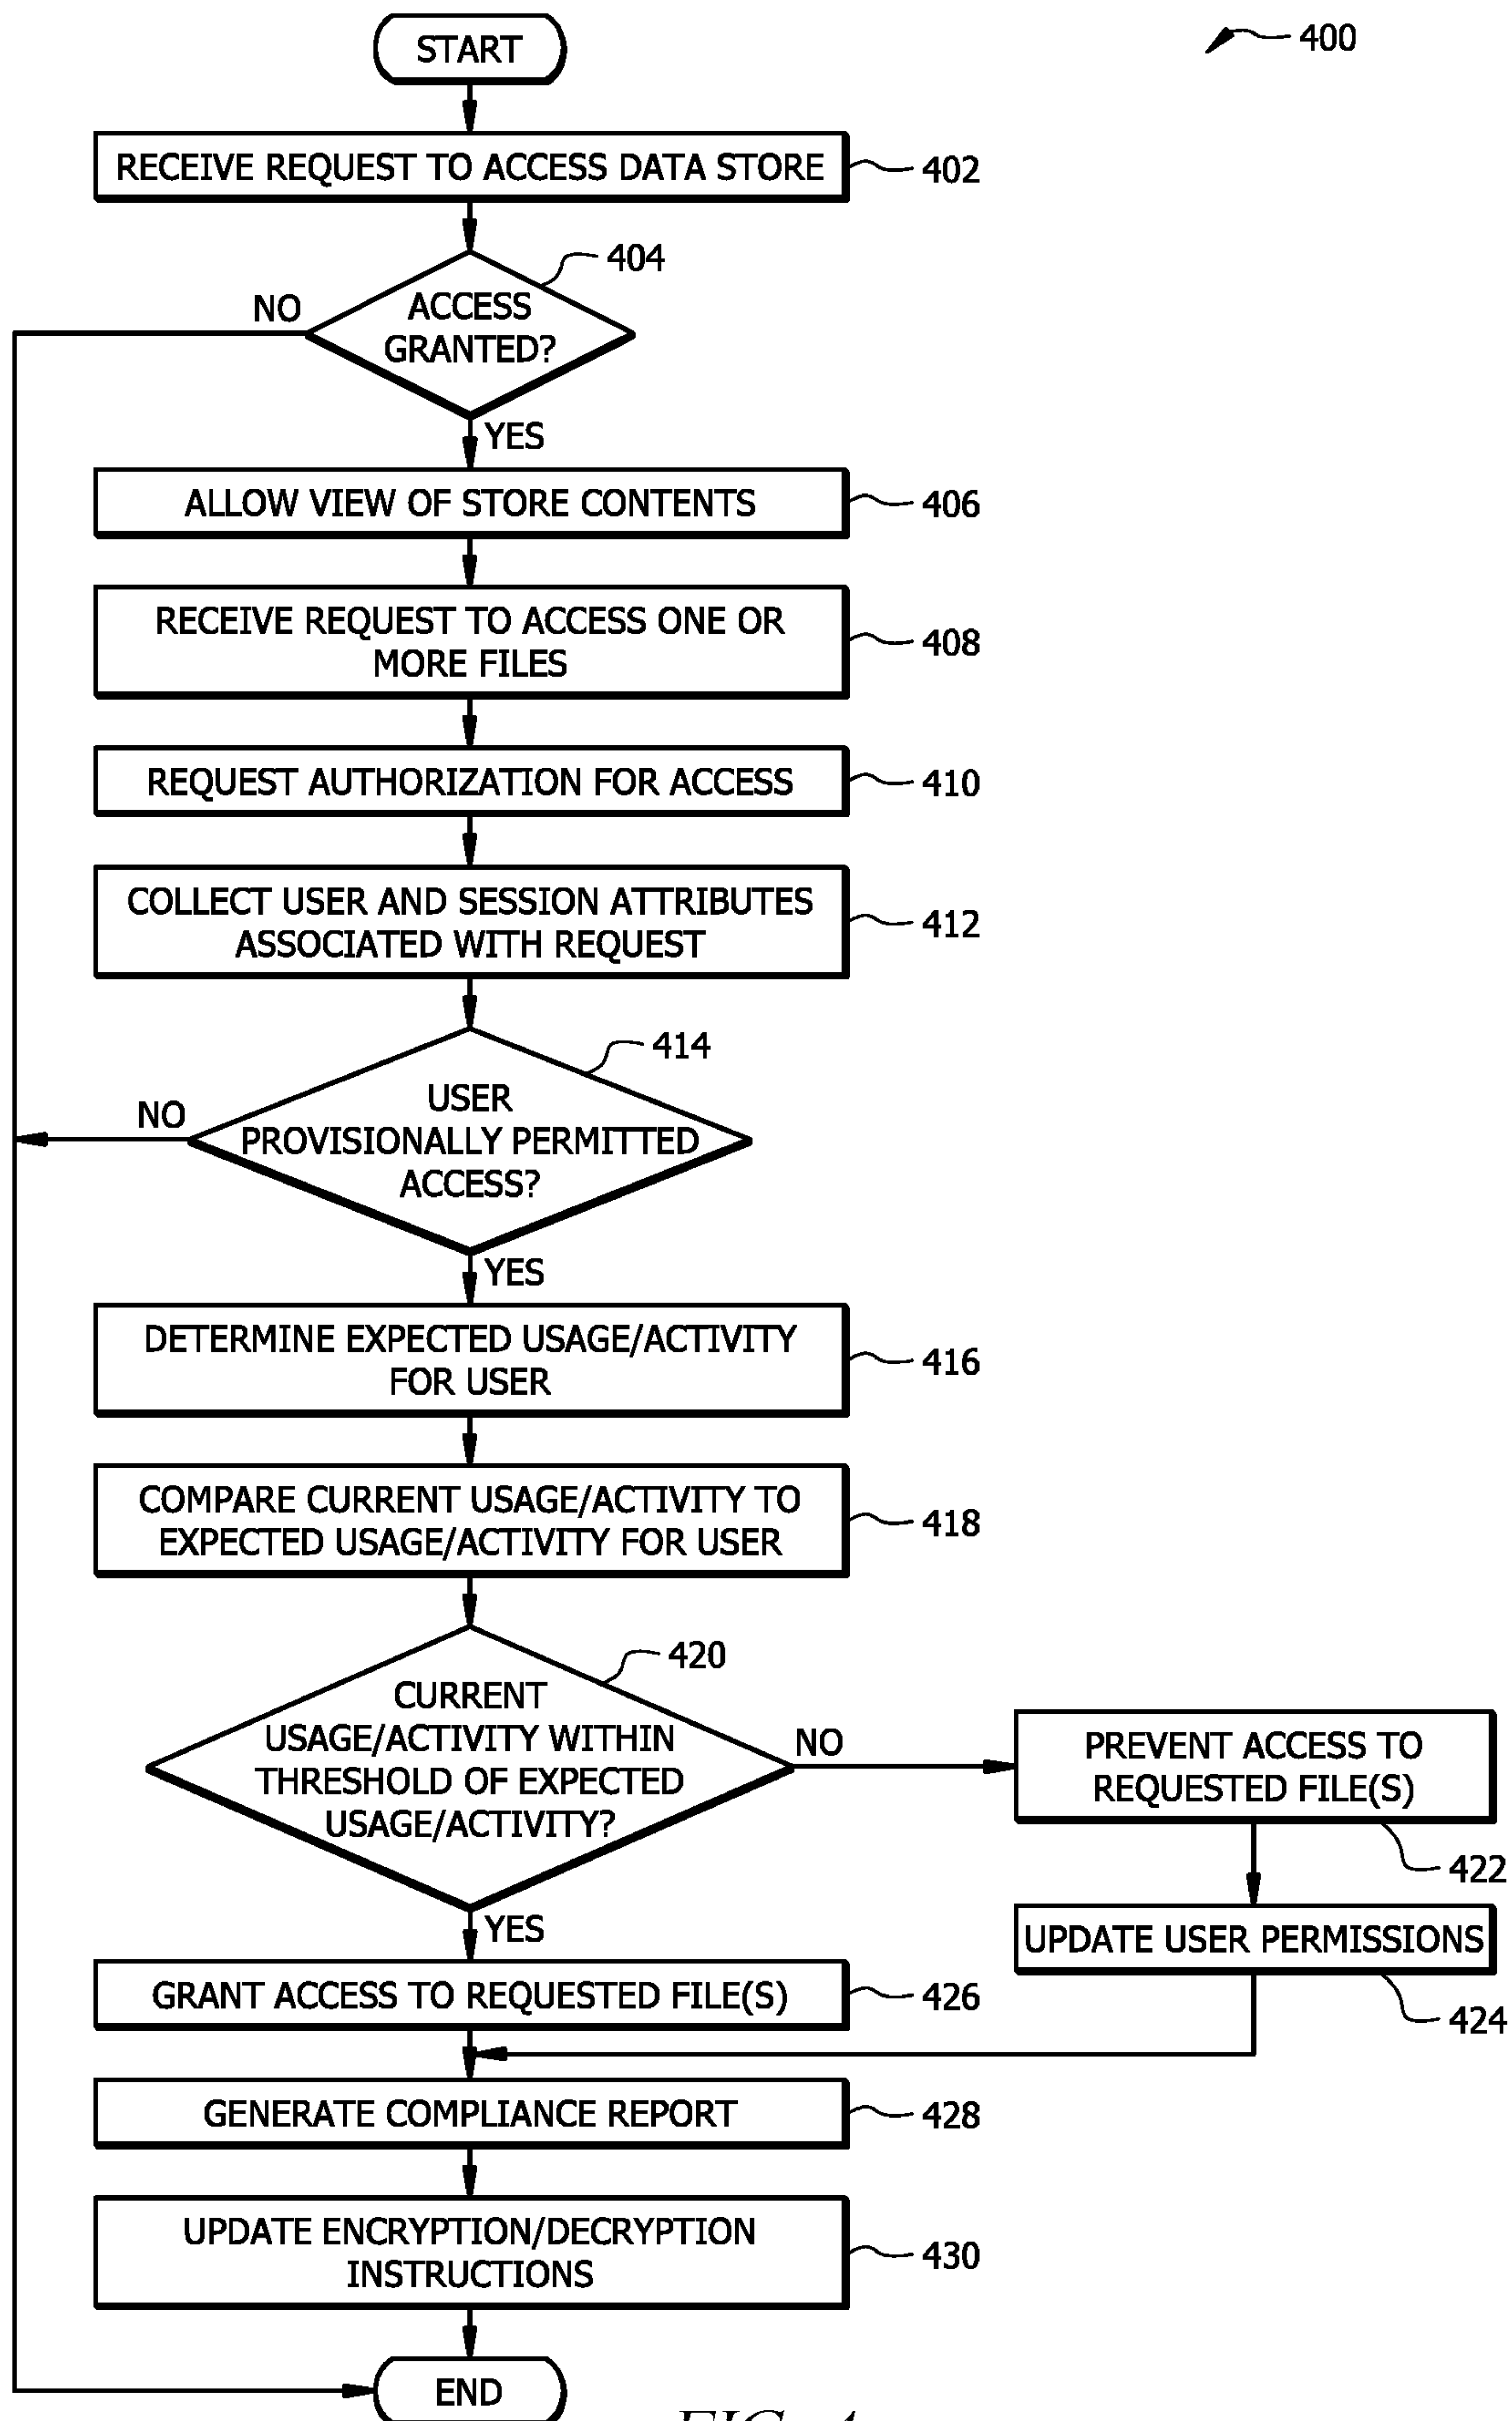 START
400
RECEIVE REQUEST TO ACCESS DATA STORE
402
404
NO
ACCESS
GRANTED?
YES
ALLOW VIEW OF STORE CONTENTS
406
RECEIVE REQUEST TO ACCESS ONE OR
MORE FILES
408
REQUEST AUTHORIZATION FOR ACCESS
410
COLLECT USER AND SESSION ATTRIBUTES
ASSOCIATED WITH REQUEST
412
414
NO
USER
PROVISIONALLY PERMITTED
ACCESS?
YES
DETERMINE EXPECTED USAGE/ACTIVITY
FOR USER
416
COMPARE CURRENT USAGE/ACTIVITY TO
EXPECTED USAGE/ACTIVITY FOR USER
418
420
CURRENT
USAGE/ACTIVITY WITHIN
THRESHOLD OF EXPECTED
USAGE/ACTIVITY?
NO
PREVENT ACCESS TO
REQUESTED FILE(S)
422
YES
UPDATE USER PERMISSIONS
424
GRANT ACCESS TO REQUESTED FILE(S)
426
GENERATE COMPLIANCE REPORT
428
UPDATE ENCRYPTION/DECRYPTION
INSTRUCTIONS
430
END